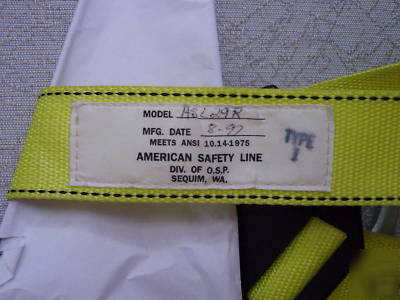 MODEL ASL 29R
MFG. DATE 8-97
MEETS ANSI 10.14-1975
AMERICAN SAFETY LINE
DIV. OF O.S.P.
SEQUIM, WA.
TYPE
I